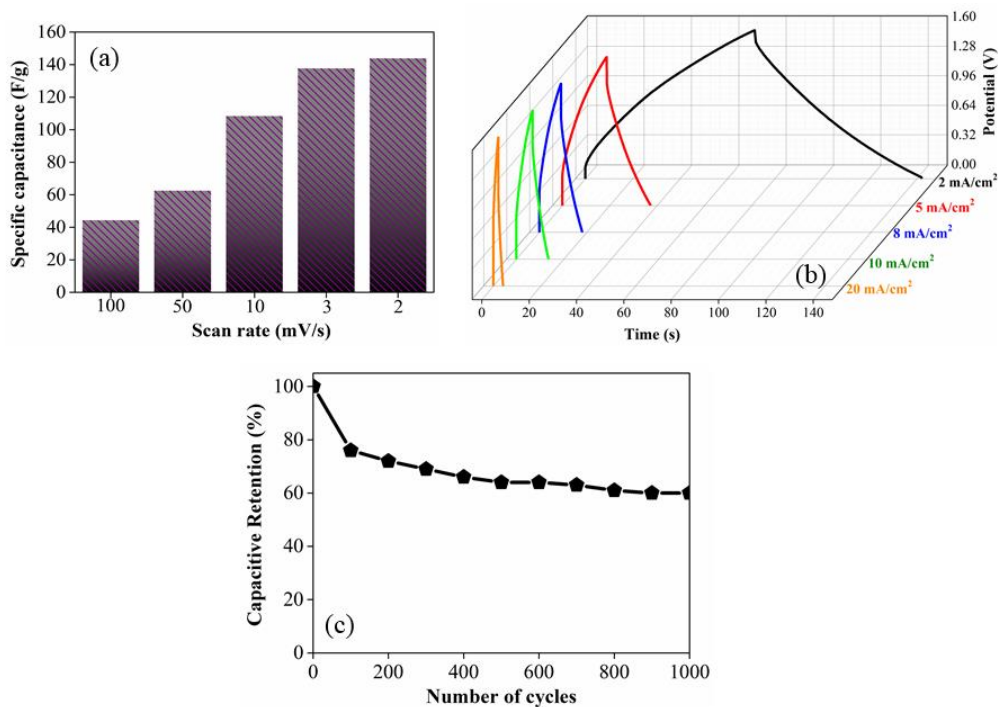 (a)
Specific capacitance (F/g)
160
140
120
100
80
60
40
20
0
100 50 10 3 2
Scan rate (mV/s)
(b)
1.60
1.28
0.96
0.64
0.32
0.00
Potential (V)
2 mA/cm²
5 mA/cm²
8 mA/cm²
10 mA/cm²
20 mA/cm²
0 20 40 60 80 100 120 140
Time (s)
(c)
Capacitive Retention (%)
100
80
60
40
20
0
0 200 400 600 800 1000
Number of cycles